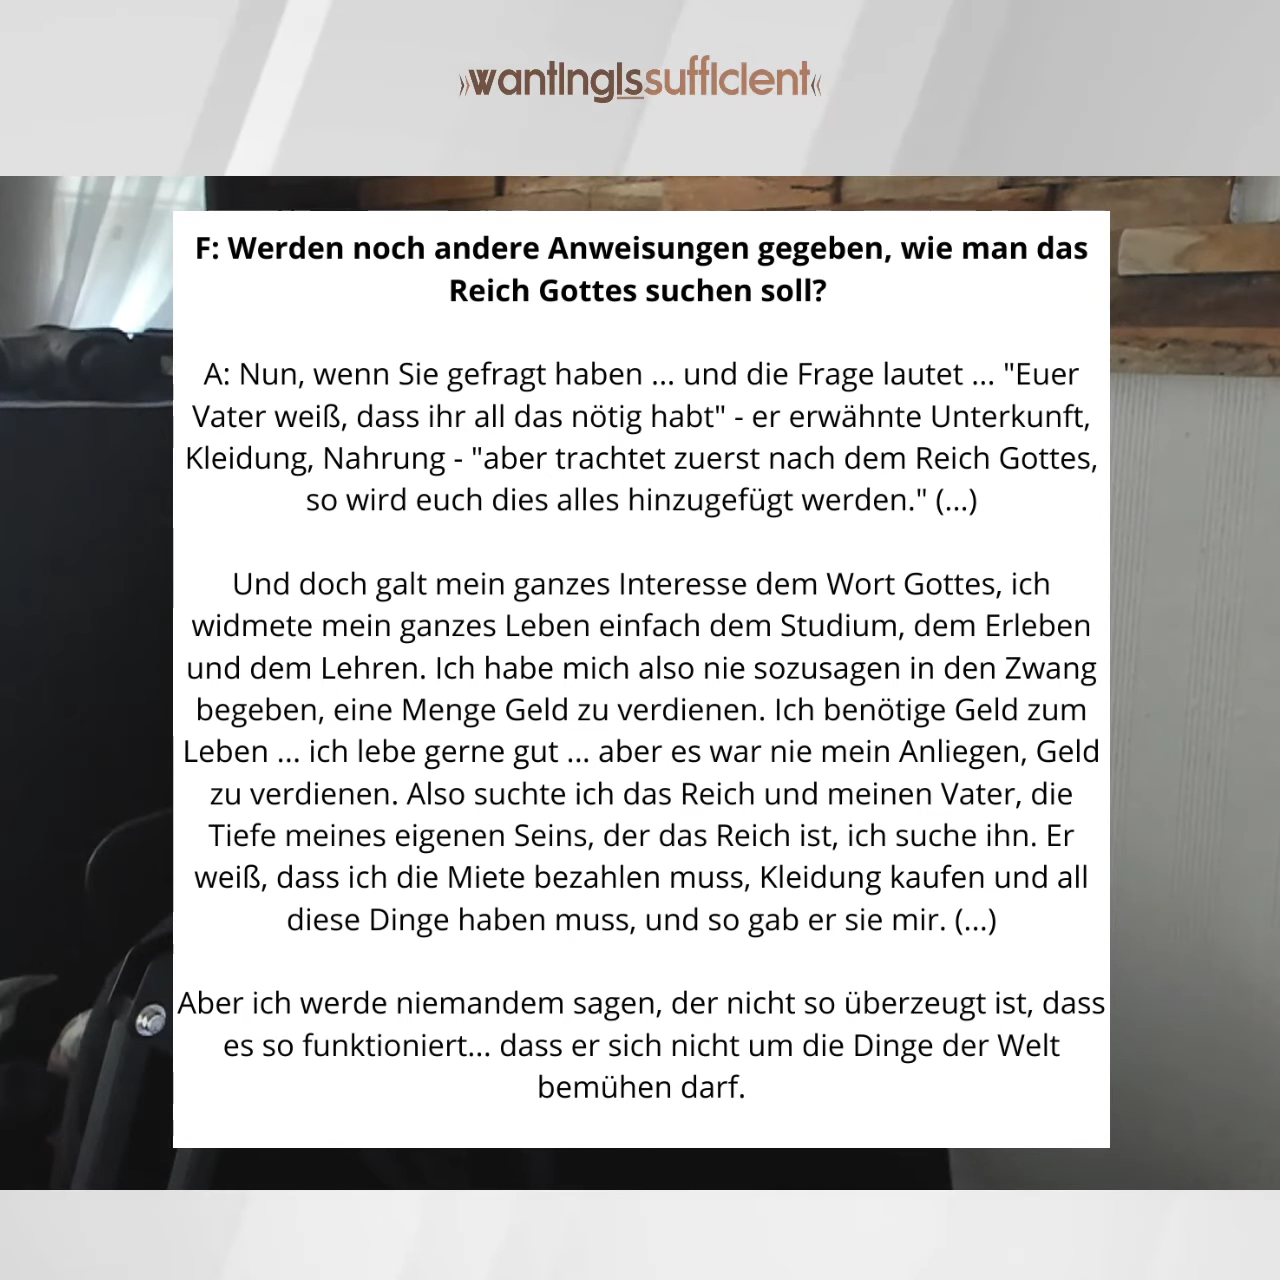 wantIngIssuffIcIent
F: Werden noch andere Anweisungen gegeben, wie man das
Reich Gottes suchen soll?
A: Nun, wenn Sie gefragt haben ... und die Frage lautet ... "Euer
Vater weiß, dass ihr all das nötig habt" - er erwähnte Unterkunft,
Kleidung, Nahrung - "aber trachtet zuerst nach dem Reich Gottes,
so wird euch dies alles hinzugefügt werden." (...)
Und doch galt mein ganzes Interesse dem Wort Gottes, ich
widmete mein ganzes Leben einfach dem Studium, dem Erleben
und dem Lehren. Ich habe mich also nie sozusagen in den Zwang
begeben, eine Menge Geld zu verdienen. Ich benötige Geld zum
Leben ... ich lebe gerne gut ... aber es war nie mein Anliegen, Geld
zu verdienen. Also suchte ich das Reich und meinen Vater, die
Tiefe meines eigenen Seins, der das Reich ist, ich suche ihn. Er
weiß, dass ich die Miete bezahlen muss, Kleidung kaufen und all
diese Dinge haben muss, und so gab er sie mir. (...)
Aber ich werde niemandem sagen, der nicht so überzeugt ist, dass
es so funktioniert... dass er sich nicht um die Dinge der Welt
bemühen darf.